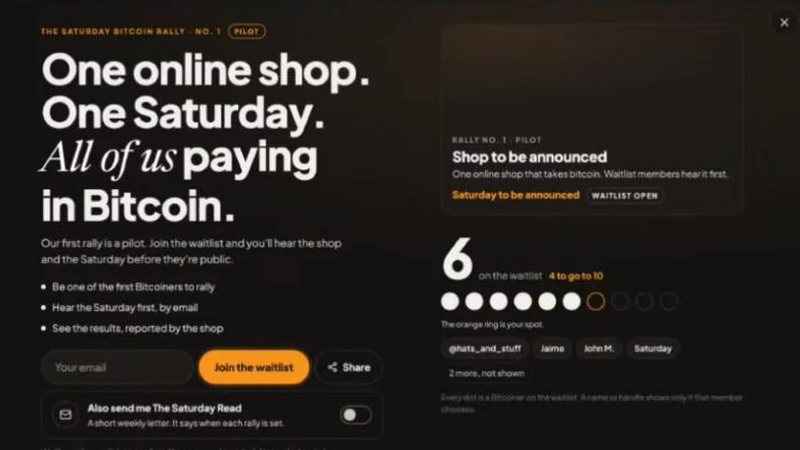 THE SATURDAY BITCOIN RALLY · NO. 1 PILOT
One online shop.
One Saturday.
All of us paying
in Bitcoin.
Our first rally is a pilot. Join the waitlist and you'll hear the shop
and the Saturday before they're public.
Be one of the first Bitcoiners to rally
Hear the Saturday first, by email
See the results, reported by the shop
Your email
Join the waitlist
Share
Also send me The Saturday Read
A short weekly letter. It says when each rally is set.
RALLY NO. 1 · PILOT
Shop to be announced
One online shop that takes bitcoin. Waitlist members hear it first.
Saturday to be announced WAITLIST OPEN
6 on the waitlist 4 to go to 10
The orange ring is your spot.
@hats_and_stuff Jaime John M. Saturday
2 more, not shown
Every dot is a Bitcoiner on the waitlist. A name or handle shows only if that member
chooses.